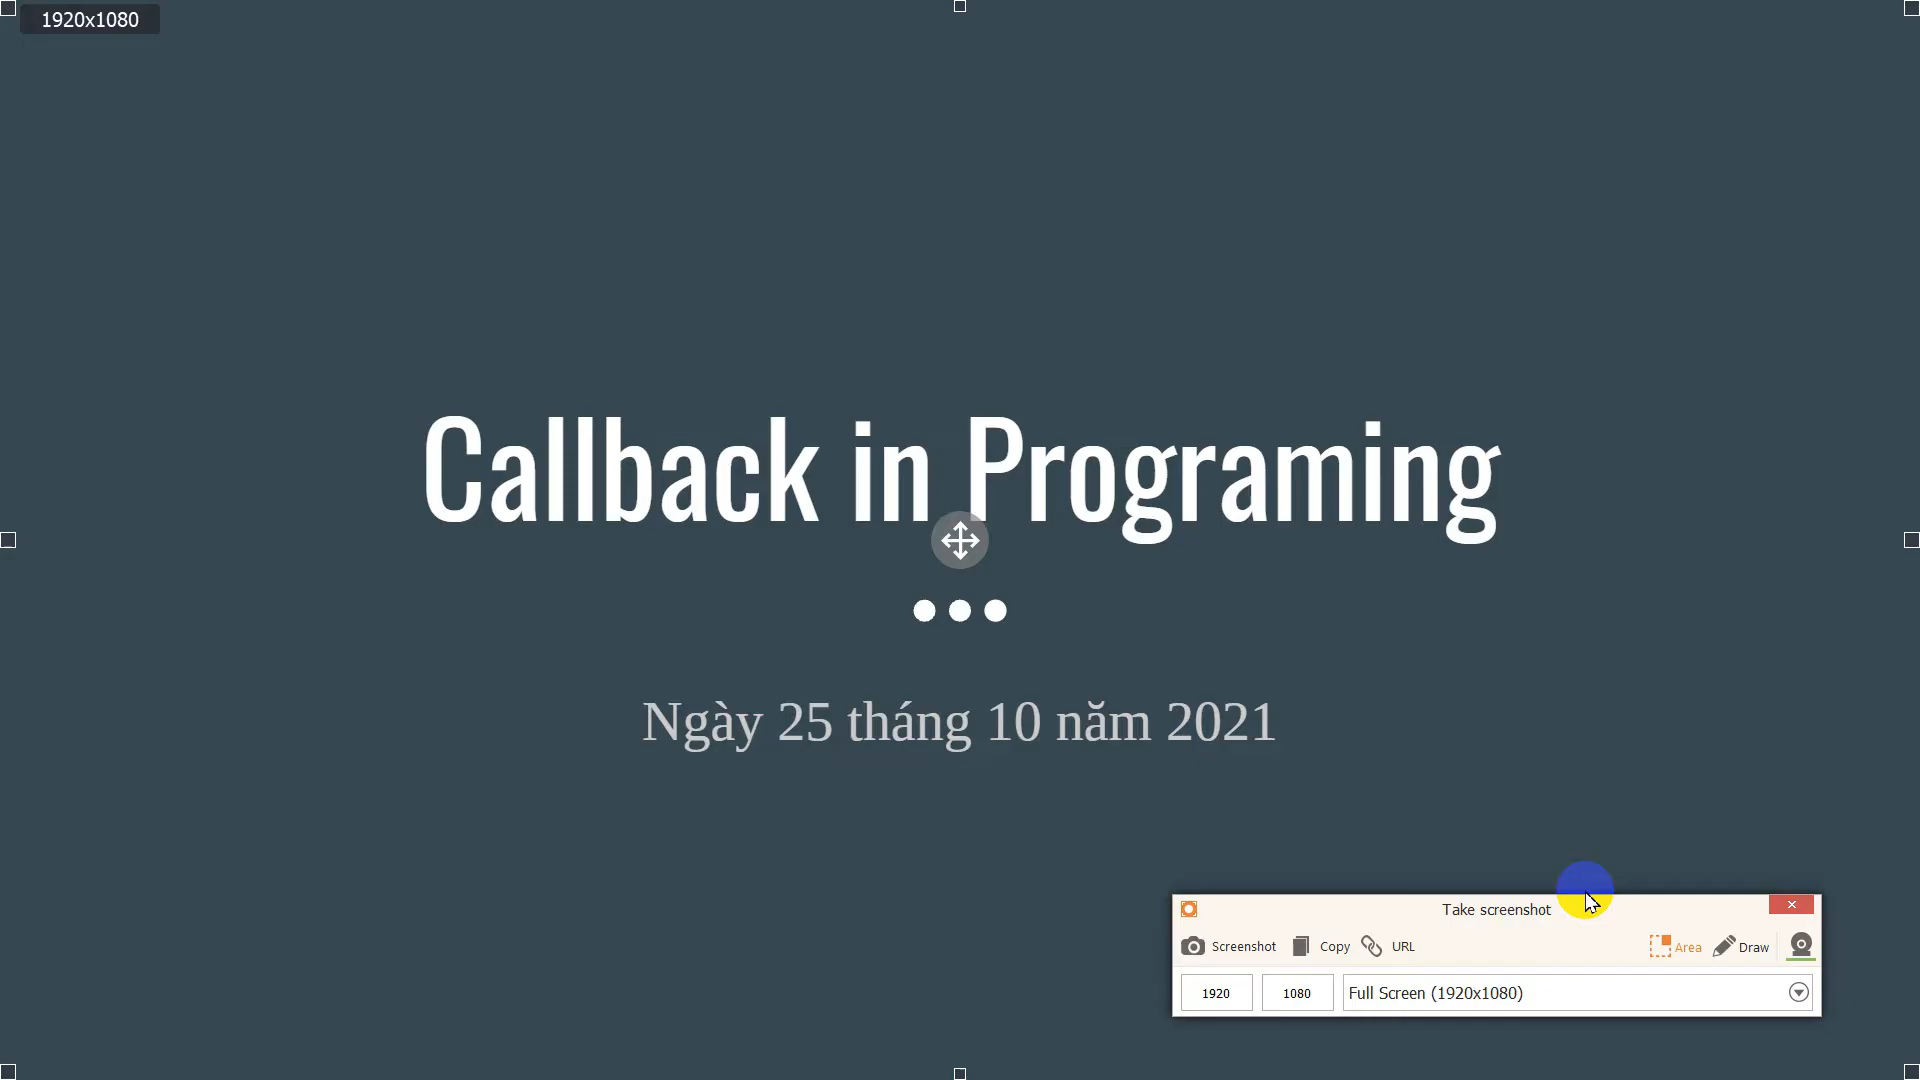 1920x1080
Callback in Programing
Ngày 25 tháng 10 năm 2021
Take screenshot
Screenshot Copy URL Area Draw
1920 1080 Full Screen (1920x1080)